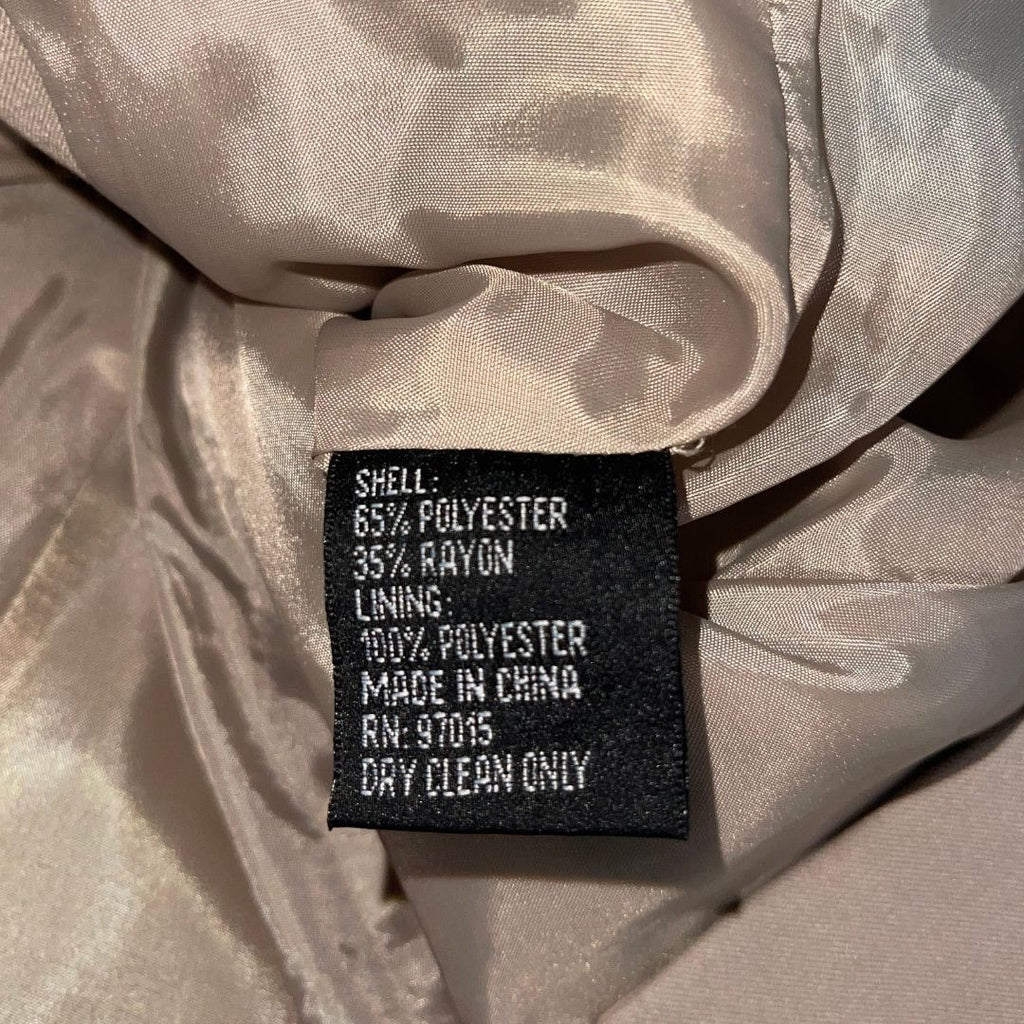 SHELL:
65% POLYESTER
35% RAYON
LINING:
100% POLYESTER
MADE IN CHINA
RN: 97015
DRY CLEAN ONLY